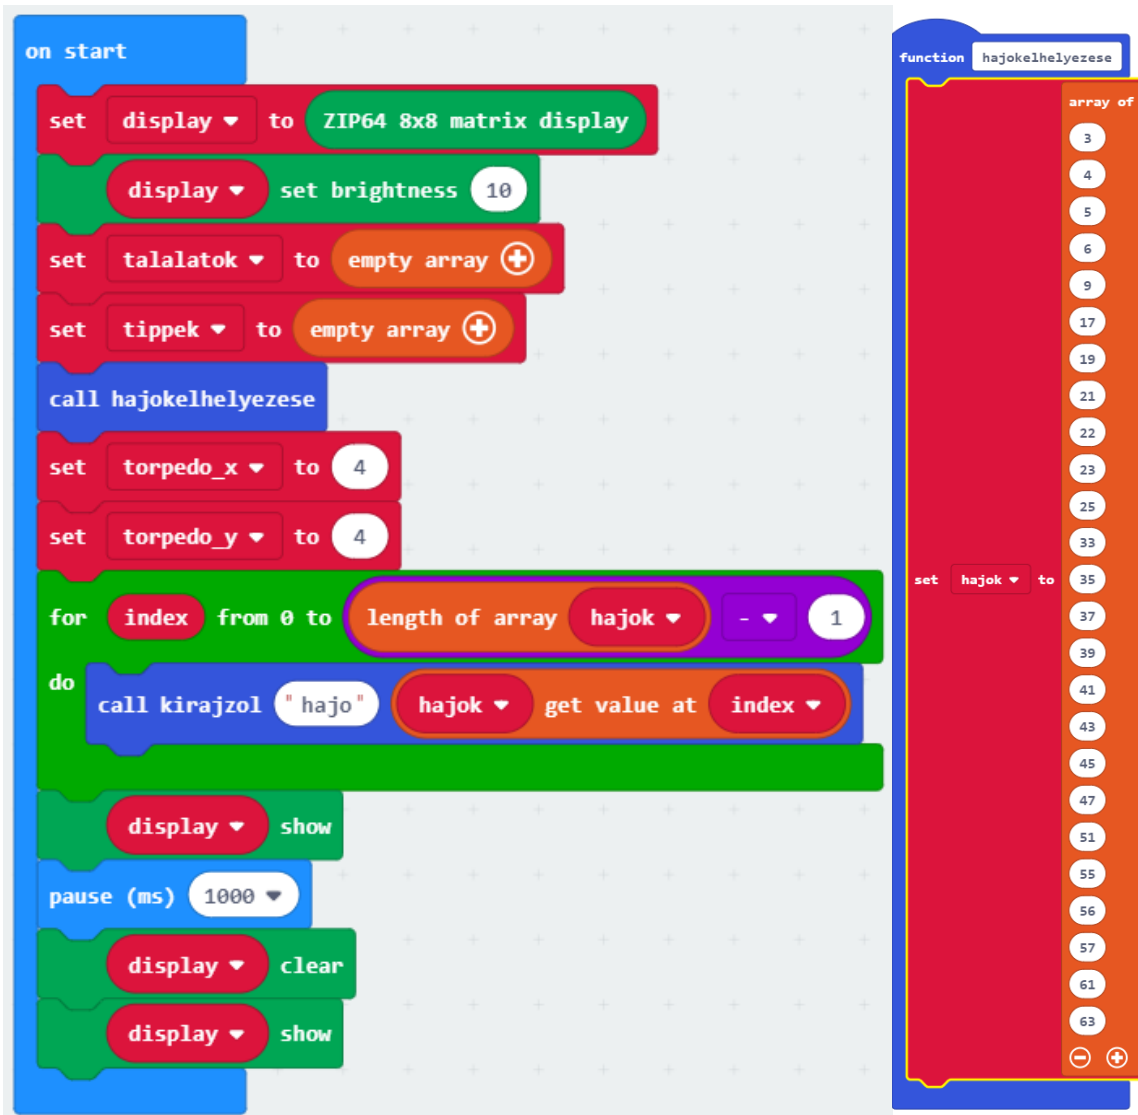 on start
set display to ZIP64 8x8 matrix display
display set brightness 10
set talalatok to empty array
set tippek to empty array
call hajokelhelyezese
set torpedo_x to 4
set torpedo_y to 4
for index from 0 to length of array hajok - 1
do
call kirajzol "hajo" hajok get value at index
display show
pause (ms) 1000
display clear
display show
function hajokelhelyezese
set hajok to
array of
3
4
5
6
9
17
19
21
22
23
25
33
35
37
39
41
43
45
47
51
55
56
57
61
63